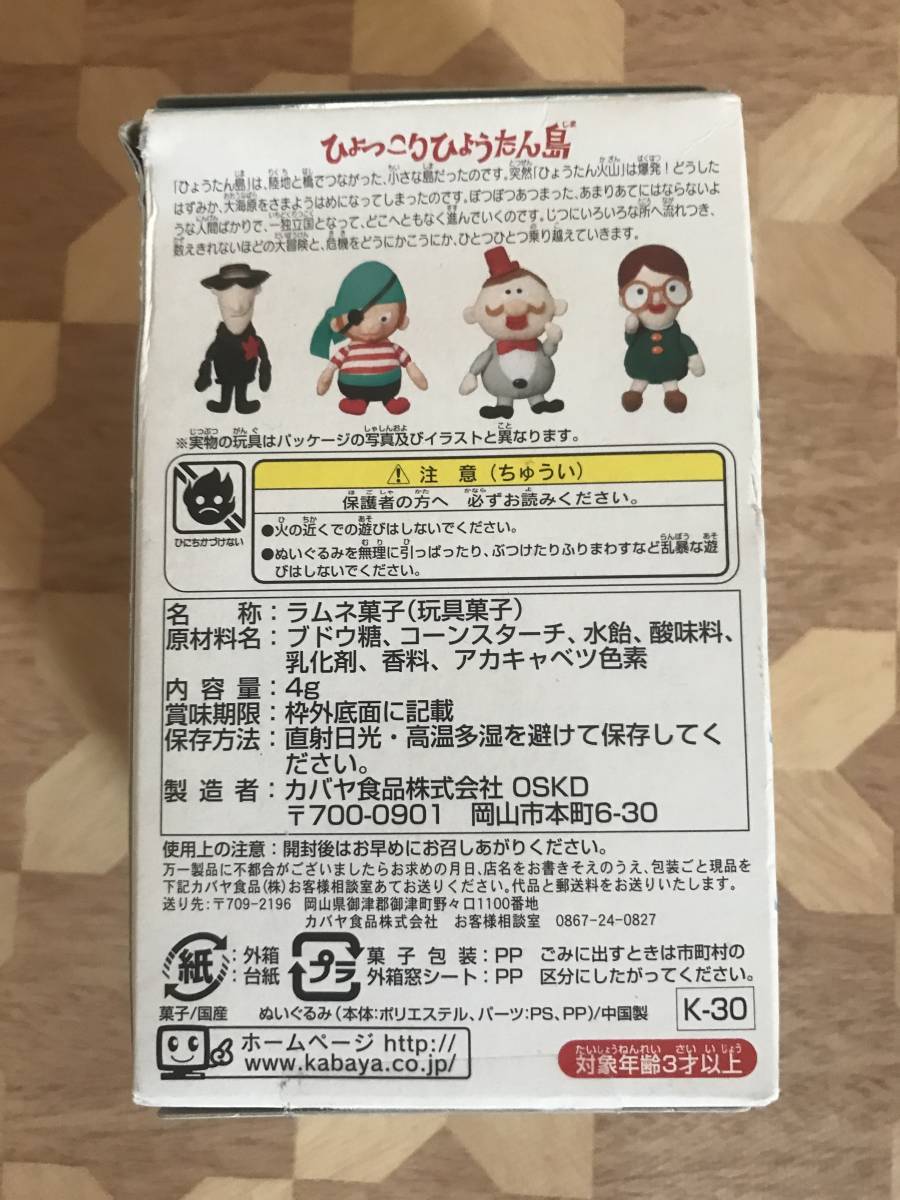 ひょっこりひょうたん島
「ひょうたん島」は、陸地と橋でつながった、小さな島だったのです。突然「ひょうたん火山」は爆発！どうした
はずみか、大海原をさまようはめになってしまったのです。ぽつぽつあつまった、あまりあてにはならないよ
うな人間ばかりで、一独立国となって、どこへともなく進んでいくのです。じつにいろいろな所へ流れつき、
数えきれないほどの大冒険と、危機をどうにかこうにか、ひとつひとつ乗り越えていきます。
※実物の玩具はパッケージの写真及びイラストと異なります。
⚠ 注意（ちゅうい）
保護者の方へ 必ずお読みください。
ひにちかづけない
●火の近くでの遊びはしないでください。
●ぬいぐるみを無理に引っぱったり、ぶつけたりふりまわすなど乱暴な遊
びはしないでください。
名称：ラムネ菓子（玩具菓子）
原材料名：ブドウ糖、コーンスターチ、水飴、酸味料、
乳化剤、香料、アカキャベツ色素
内容量：4g
賞味期限：枠外底面に記載
保存方法：直射日光・高温多湿を避けて保存してく
ださい。
製造者：カバヤ食品株式会社 OSKD
〒700-0901 岡山市本町6-30
使用上の注意：開封後はお早めにお召しあがりください。
万一製品に不都合がございましたらお求めの月日、店名をお書きそえのうえ、包装ごと現品を
下記カバヤ食品（株）お客様相談室あてお送りください。代品と郵送料をお送りいたします。
送り先：〒709-2196 岡山県御津郡御津町野々口1100番地
カバヤ食品株式会社 お客様相談室 0867-24-0827
紙：外箱
：台紙
プラ 菓子包装：PP
外箱窓シート：PP
ごみに出すときは市町村の
区分にしたがってください。
菓子/国産 ぬいぐるみ（本体：ポリエステル、パーツ：PS、PP）/中国製
K-30
ホームページ http://
www.kabaya.co.jp/
対象年齢3才以上